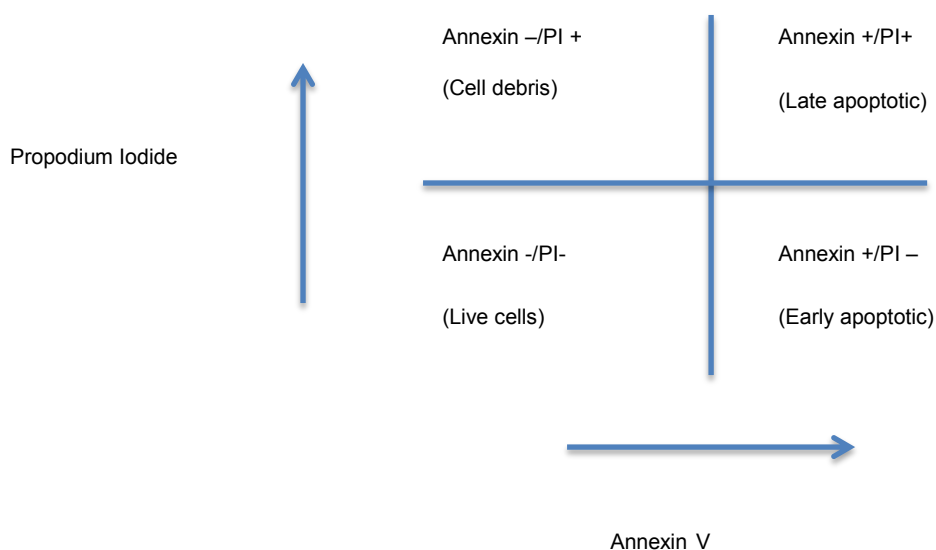 Annexin –/PI +
(Cell debris)
Annexin +/PI+
(Late apoptotic)
Propodium Iodide
Annexin -/PI-
(Live cells)
Annexin +/PI –
(Early apoptotic)
Annexin V